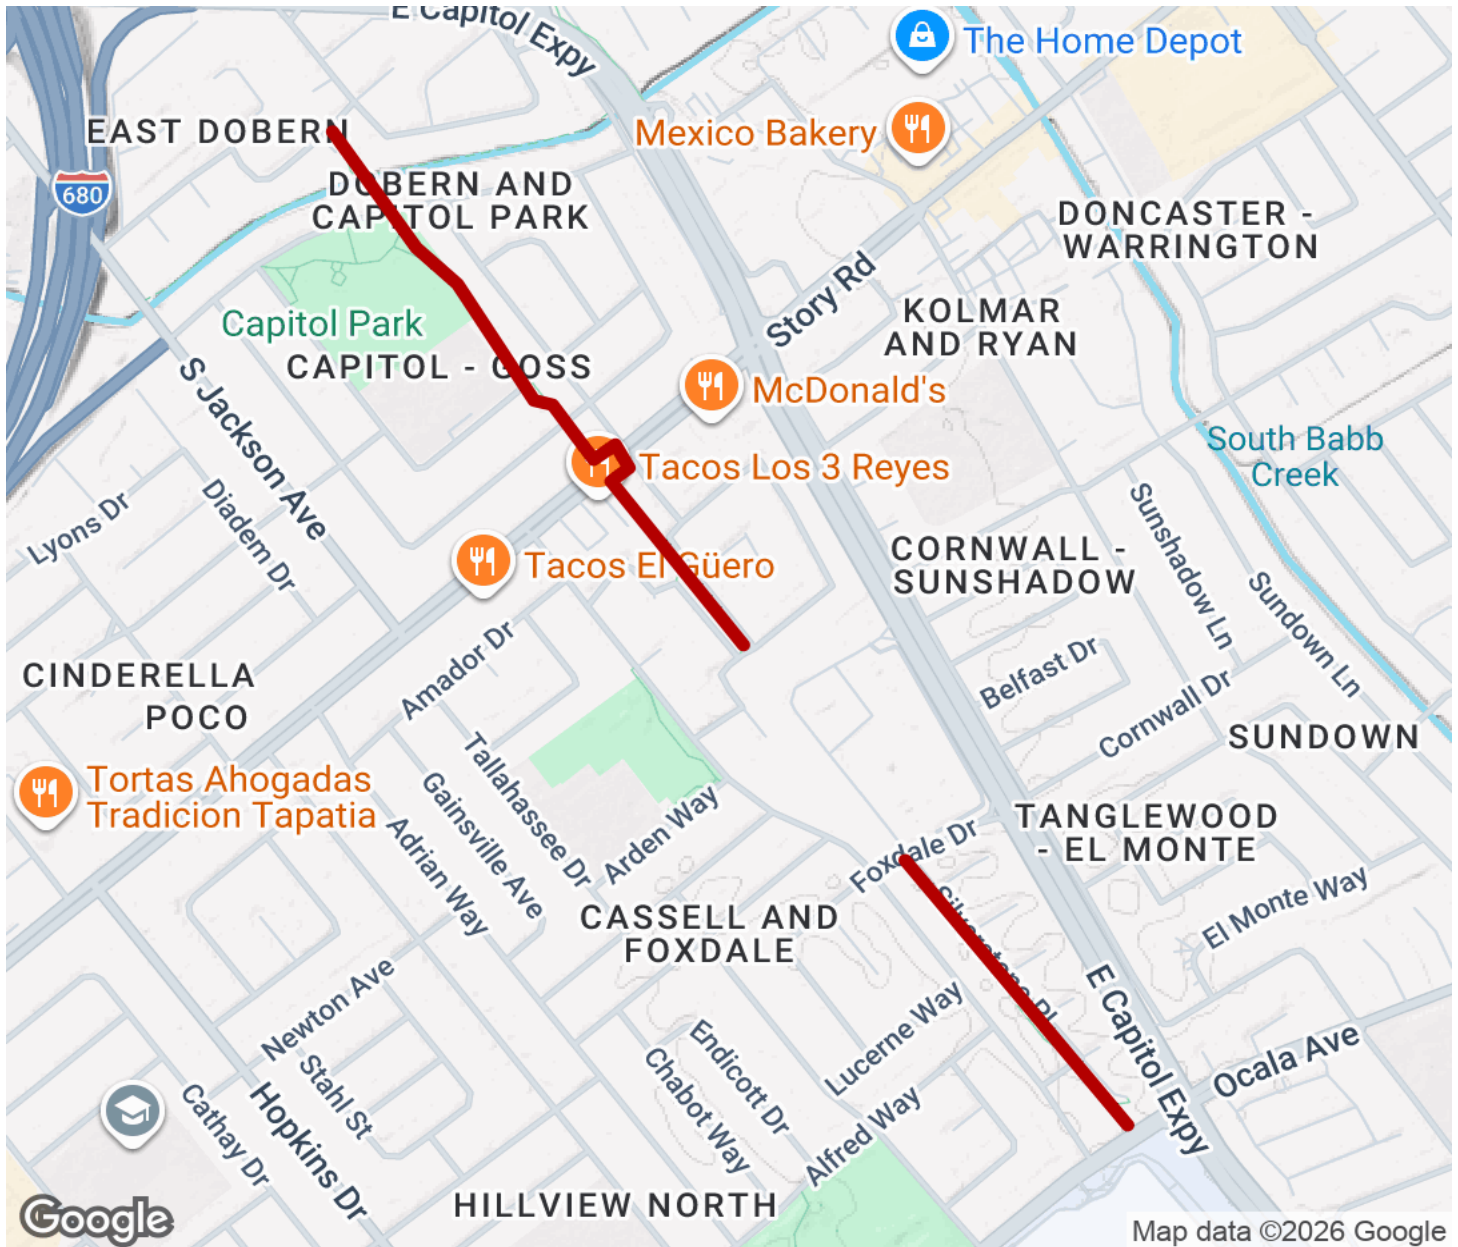 E Capitol Expy
The Home Depot
EAST DOBERN
Mexico Bakery
680
DOBERN AND
CAPITOL PARK
DONCASTER -
WARRINGTON
Story Rd
KOLMAR
AND RYAN
Capitol Park
CAPITOL - GOSS
S Jackson Ave
McDonald's
South Babb
Creek
Tacos Los 3 Reyes
Lyons Dr
Diadem Dr
Sunshadow Ln
Tacos El Güero
CORNWALL -
SUNSHADOW
Sundown Ln
Amador Dr
Belfast Dr
CINDERELLA
POCO
Cornwall Dr
SUNDOWN
Tortas Ahogadas
Tradicion Tapatia
Tallahassee Dr
Gainsville Ave
Adrian Way
Arden Way
Foxdale Dr
TANGLEWOOD
- EL MONTE
CASSELL AND
FOXDALE
Silverstone Pl
El Monte Way
Newton Ave
Lucerne Way
E Capitol Expy
Ocala Ave
Stahl St
Endicott Dr
Chabot Way
Alfred Way
Cathay Dr
Hopkins Dr
HILLVIEW NORTH
Google
Map data ©2026 Google